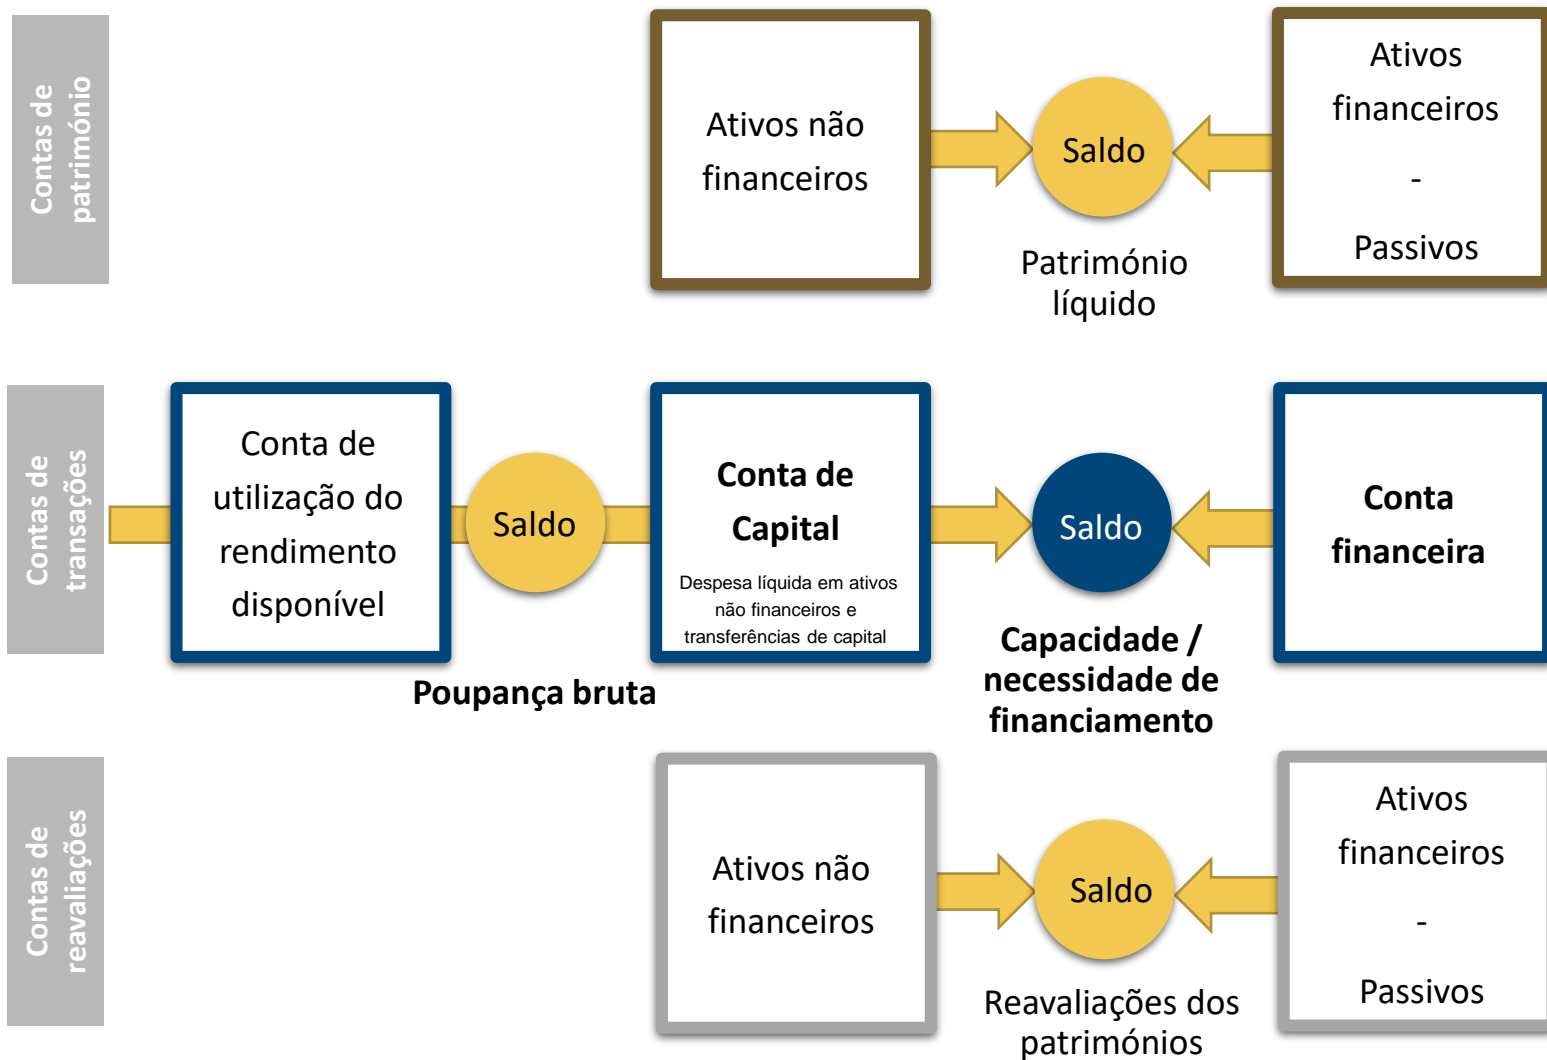 Contas de
património
Ativos não
financeiros
Saldo
Património
líquido
Ativos
financeiros
-
Passivos
Contas de
transações
Conta de
utilização do
rendimento
disponível
Saldo
Poupança bruta
Conta de
Capital
Despesa líquida em ativos
não financeiros e
transferências de capital
Saldo
Capacidade /
necessidade de
financiamento
Conta
financeira
Contas de
reavaliações
Ativos não
financeiros
Saldo
Reavaliações dos
patrimónios
Ativos
financeiros
-
Passivos